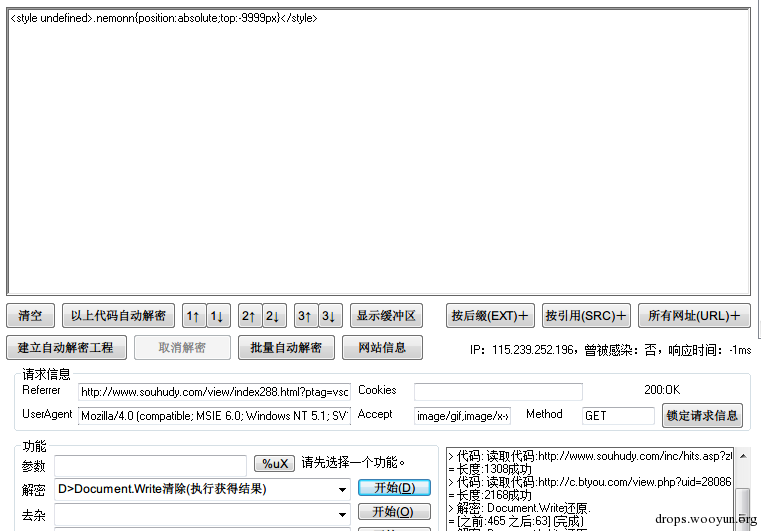 <style undefined>.nemonn{position:absolute;top:-9999px}</style>
清空 以上代码自动解密 1↑ 1↓ 2↑ 2↓ 3↑ 3↓ 显示缓冲区 按后缀(EXT)＋ 按引用(SRC)＋ 所有网址(URL)＋
建立自动解密工程 取消解密 批量自动解密 网站信息 IP：115.239.252.196，曾被感染：否，响应时间：-1ms
请求信息
Referrer http://www.souhudy.com/view/index288.html?ptag=vsc Cookies 200:OK
UserAgent Mozilla/4.0 (compatible; MSIE 6.0; Windows NT 5.1; SV Accept image/gif,image/x-x Method GET 锁定请求信息
功能
参数 %uX 请先选择一个功能。
解密 D>Document.Write清除(执行获得结果) 开始(D)
去杂 开始(O)
> 代码: 读取代码:http://www.souhudy.com/inc/hits.asp?
= 长度:1308成功
> 代码: 读取代码:http://c.btyou.com/view.php?uid=28086
= 长度:2168成功
> 解密: Document.Write还原.
= [之前:465 之后:63] (完成)
> 解密: Document.Write还原.
drops.wooyun.org